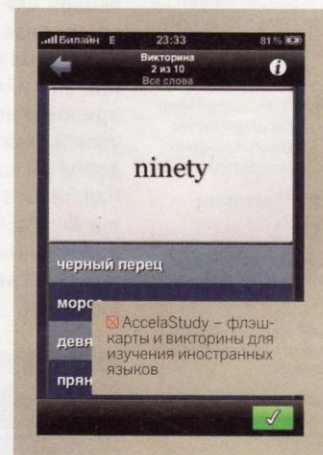 Билайн E 23:33 81%
Викторина
2 из 10
Все слова
ninety
черный перец
AccelaStudy – флэш-
карты и викторины для
изучения иностранных
языков